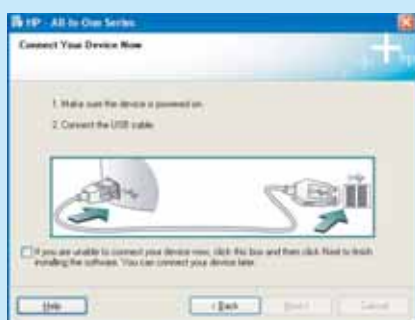 HP - All-In-One Series
Connect Your Device Now
1. Make sure the device is powered on.
2. Connect the USB cable.
If you are unable to connect your device now, click this box and then click Next to finish
installing the software. You can connect your device later.
Help
< Back
Next >
Cancel